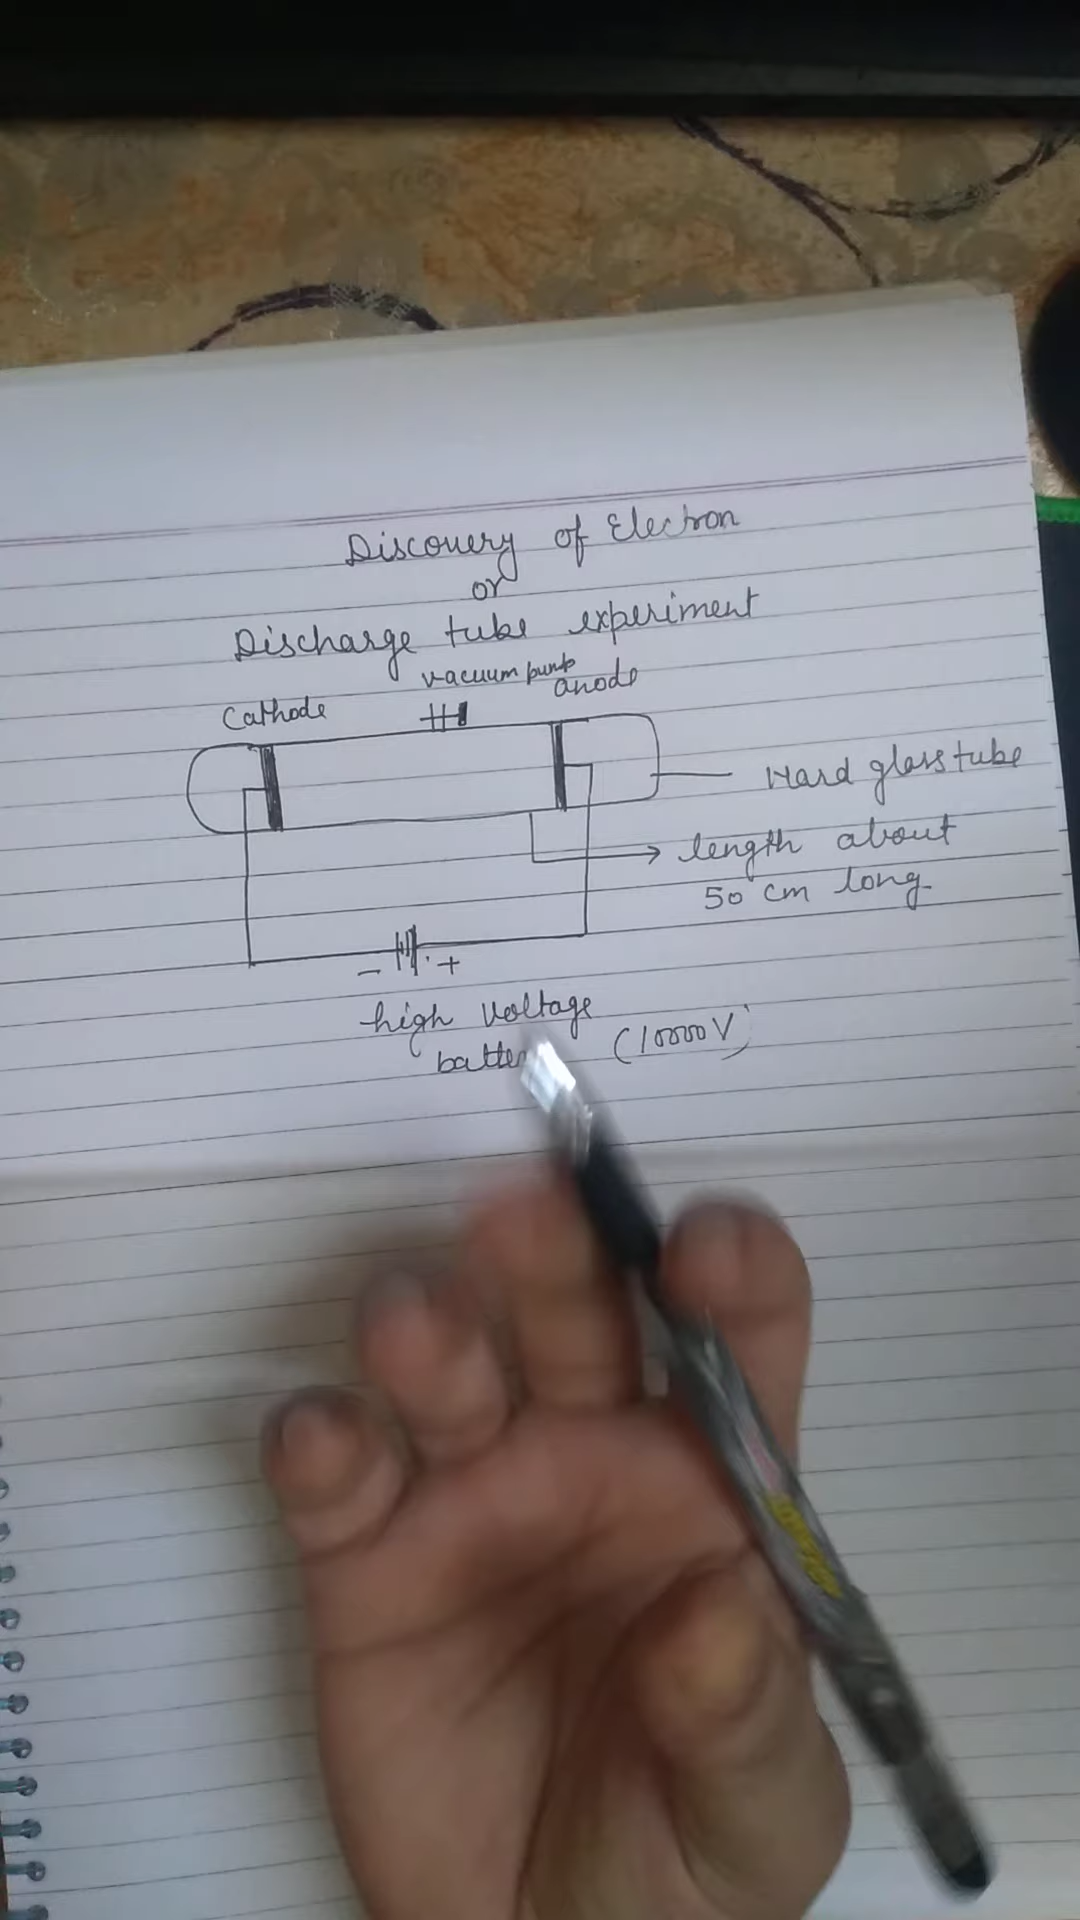 Discovery of Electron
or
Discharge tube experiment
vacuum pump
anode
Cathode
Hard glass tube
length about
50 cm long
- +
high voltage
(10000V)